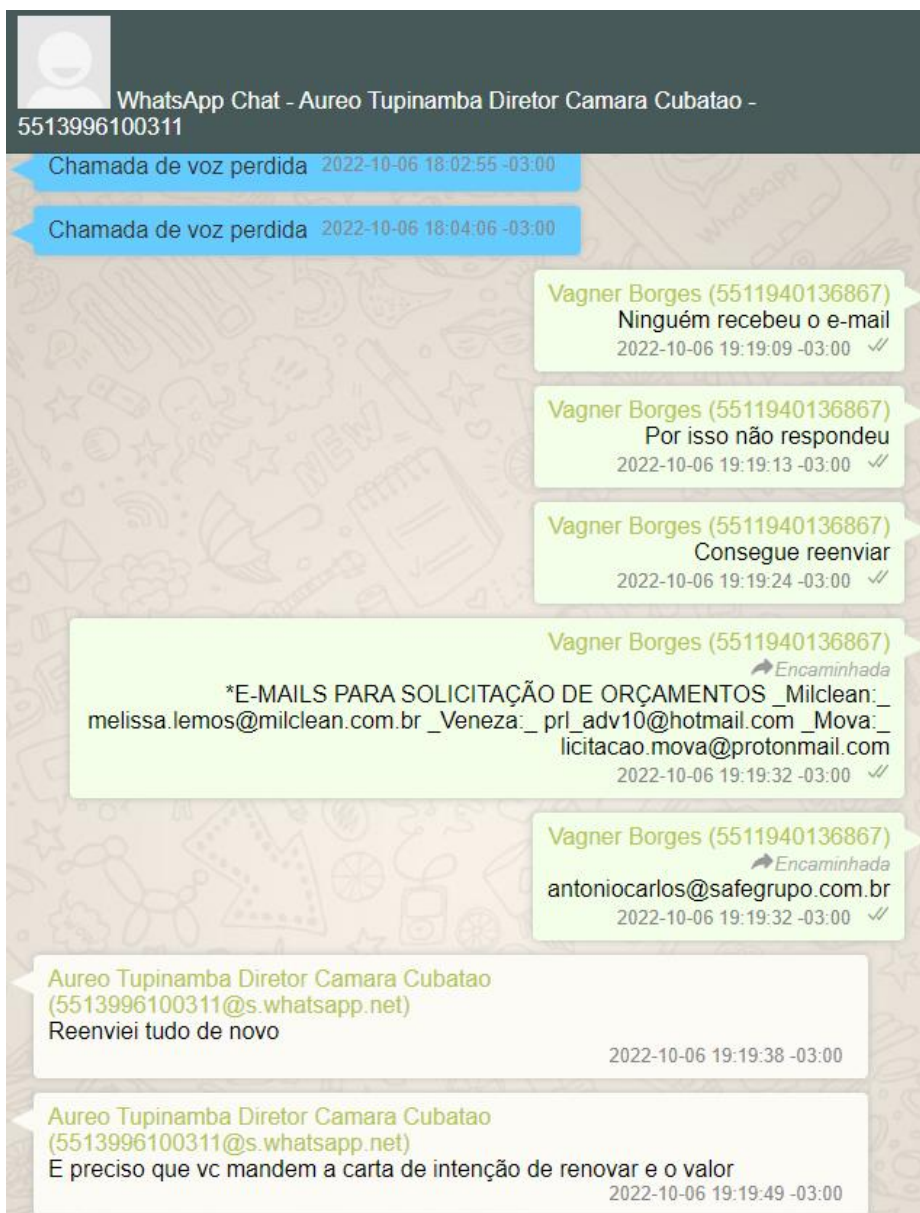 WhatsApp Chat - Aureo Tupinamba Diretor Camara Cubatao -
5513996100311
Chamada de voz perdida 2022-10-06 18:02:55 -03:00
Chamada de voz perdida 2022-10-06 18:04:06 -03:00
Vagner Borges (5511940136867)
Ninguém recebeu o e-mail
2022-10-06 19:19:09 -03:00
Vagner Borges (5511940136867)
Por isso não respondeu
2022-10-06 19:19:13 -03:00
Vagner Borges (5511940136867)
Consegue reenviar
2022-10-06 19:19:24 -03:00
Vagner Borges (5511940136867)
Encaminhada
*E-MAILS PARA SOLICITAÇÃO DE ORÇAMENTOS _Milclean:_
melissa.lemos@milclean.com.br _Veneza:_ prl_adv10@hotmail.com _Mova:_
licitacao.mova@protonmail.com
2022-10-06 19:19:32 -03:00
Vagner Borges (5511940136867)
Encaminhada
antoniocarlos@safegrupo.com.br
2022-10-06 19:19:32 -03:00
Aureo Tupinamba Diretor Camara Cubatao
(5513996100311@s.whatsapp.net)
Reenviei tudo de novo
2022-10-06 19:19:38 -03:00
Aureo Tupinamba Diretor Camara Cubatao
(5513996100311@s.whatsapp.net)
E preciso que vc mandem a carta de intenção de renovar e o valor
2022-10-06 19:19:49 -03:00